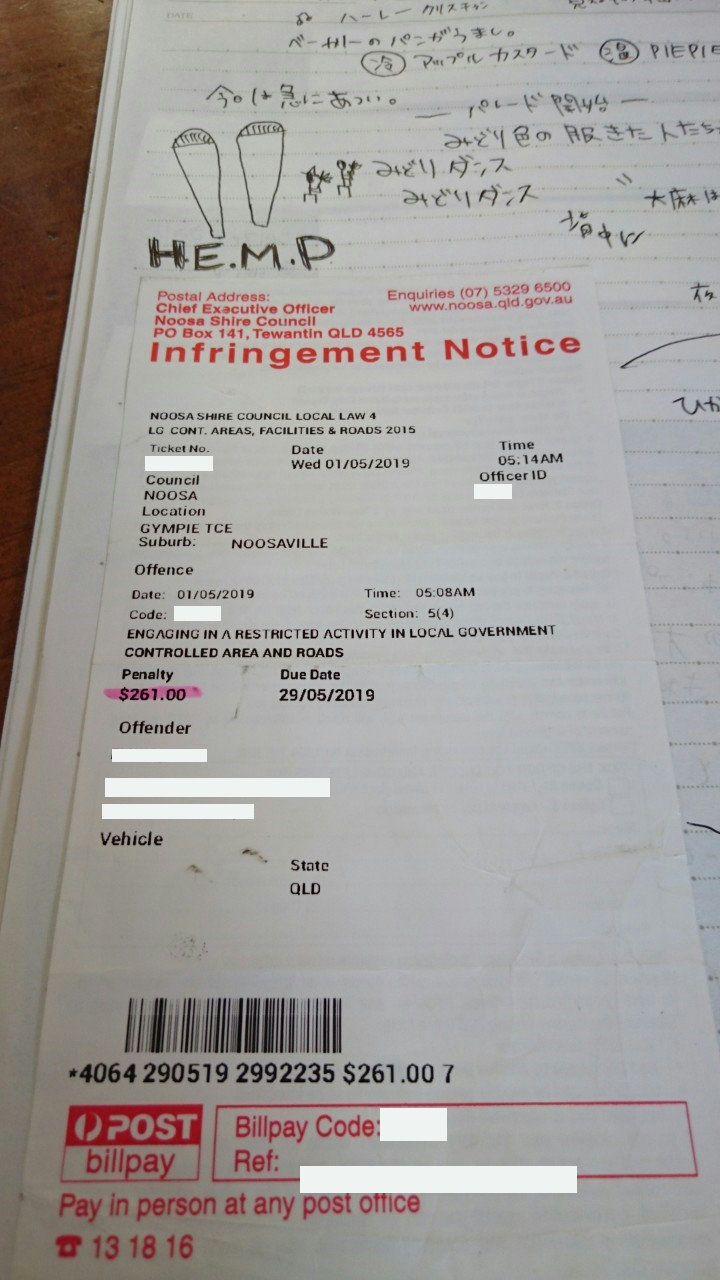 DATE
ハーレー クリスチャン
ベーカリーのパンがうまし。
冷 アップルカスタード 温 PIEPIE
今日は急にあつい。
— パレード開始 —
みどり色の服きた人たち
みどりダンス
みどりダンス
大麻は
H.E.M.P
Postal Address:
Chief Executive Officer
Noosa Shire Council
PO Box 141, Tewantin QLD 4565
Enquiries (07) 5329 6500
www.noosa.qld.gov.au
Infringement Notice
NOOSA SHIRE COUNCIL LOCAL LAW 4
LG CONT. AREAS, FACILITIES & ROADS 2015
Ticket No. Date Time
Wed 01/05/2019 05:14AM
Council Officer ID
NOOSA
Location
GYMPIE TCE
Suburb: NOOSAVILLE
Offence
Date: 01/05/2019 Time: 05:08AM
Code: Section: 5(4)
ENGAGING IN A RESTRICTED ACTIVITY IN LOCAL GOVERNMENT
CONTROLLED AREA AND ROADS
Penalty Due Date
$261.00 29/05/2019
Offender
Vehicle
State
QLD
*4064 290519 2992235 $261.00 7
POST
billpay
Billpay Code:
Ref:
Pay in person at any post office
13 18 16